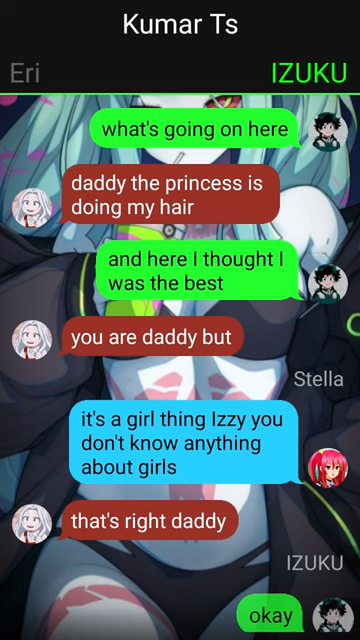 Kumar Ts
Eri
IZUKU
what's going on here
daddy the princess is
doing my hair
and here I thought I
was the best
you are daddy but
Stella
it's a girl thing Izzy you
don't know anything
about girls
that's right daddy
IZUKU
okay